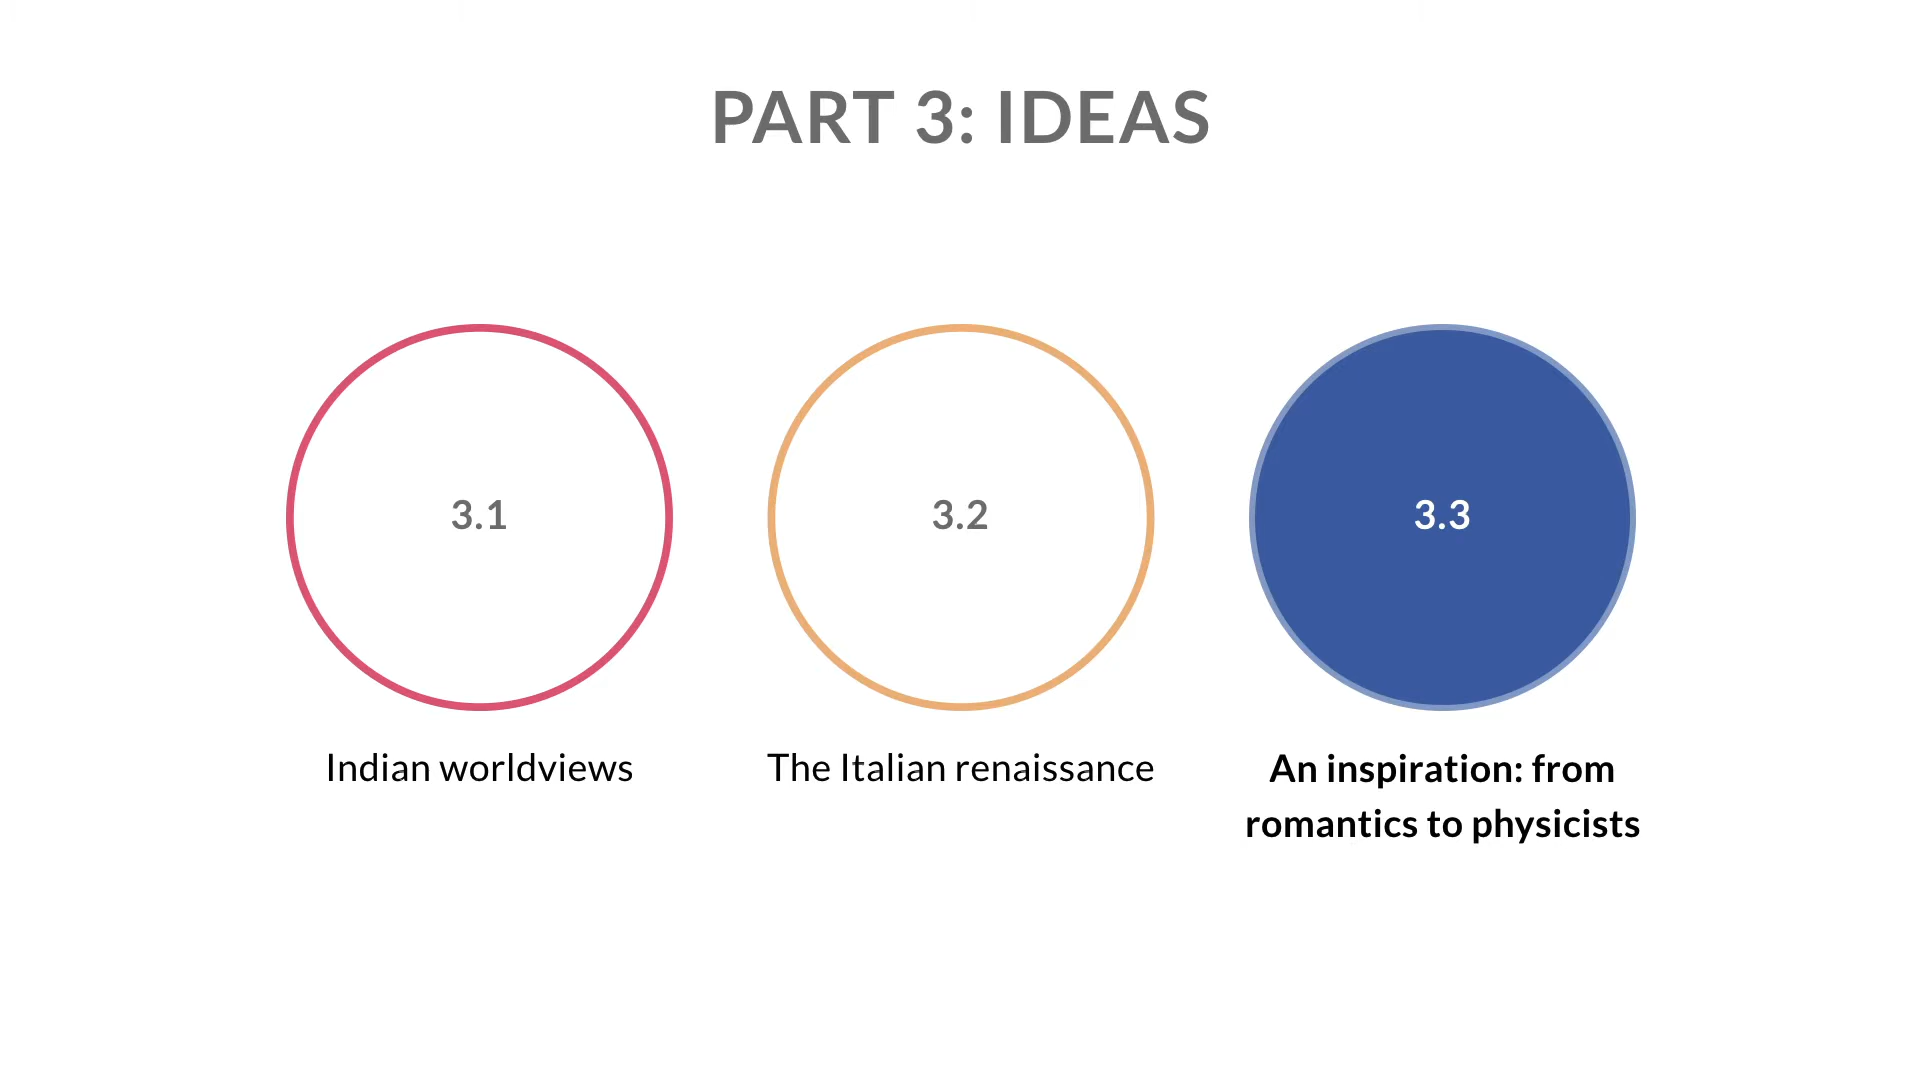 PART 3: IDEAS
3.1
3.2
3.3
Indian worldviews
The Italian renaissance
An inspiration: from
romantics to physicists